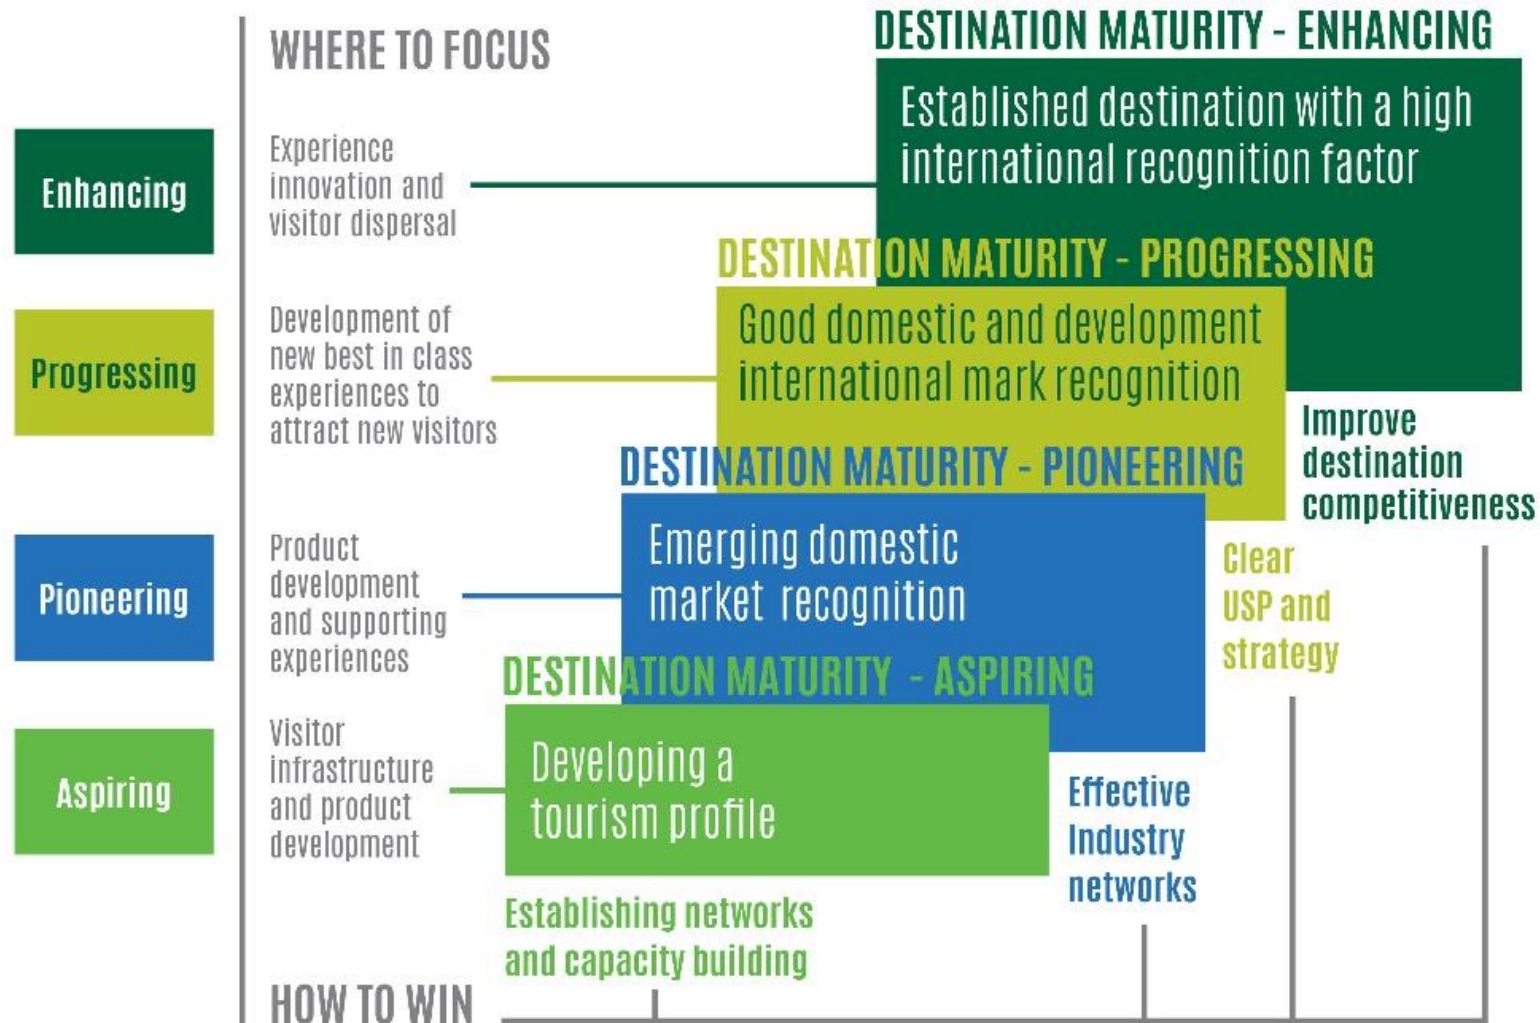 WHERE TO FOCUS
DESTINATION MATURITY - ENHANCING
Enhancing
Experience
innovation and
visitor dispersal
Established destination with a high
international recognition factor
DESTINATION MATURITY - PROGRESSING
Progressing
Development of
new best in class
experiences to
attract new visitors
Good domestic and development
international mark recognition
Improve
destination
competitiveness
DESTINATION MATURITY - PIONEERING
Pioneering
Product
development
and supporting
experiences
Emerging domestic
market recognition
Clear
USP and
strategy
DESTINATION MATURITY - ASPIRING
Aspiring
Visitor
infrastructure
and product
development
Developing a
tourism profile
Effective
Industry
networks
Establishing networks
and capacity building
HOW TO WIN